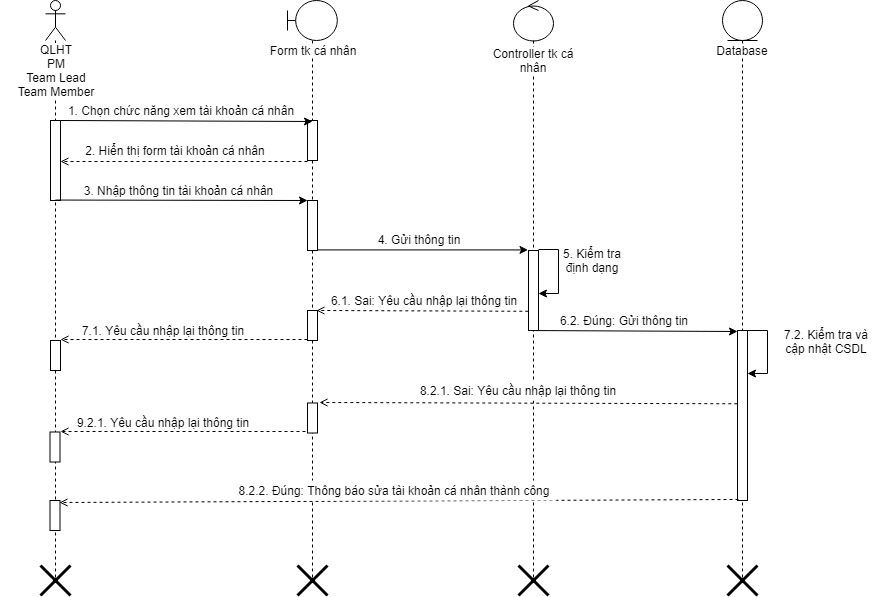 QLHT
PM
Team Lead
Team Member
Form tk cá nhân
Controller tk cá
nhân
Database
1. Chọn chức năng xem tài khoản cá nhân
2. Hiển thị form tài khoản cá nhân
3. Nhập thông tin tài khoản cá nhân
4. Gửi thông tin
5. Kiểm tra
định dạng
6.1. Sai: Yêu cầu nhập lại thông tin
6.2. Đúng: Gửi thông tin
7.1. Yêu cầu nhập lại thông tin
7.2. Kiểm tra và
cập nhật CSDL
8.2.1. Sai: Yêu cầu nhập lại thông tin
9.2.1. Yêu cầu nhập lại thông tin
8.2.2. Đúng: Thông báo sửa tài khoản cá nhân thành công